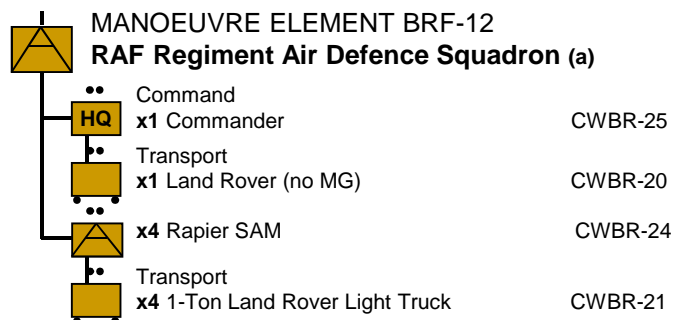 MANOEUVRE ELEMENT BRF-12
RAF Regiment Air Defence Squadron (a)
Command
HQ x1 Commander CWBR-25
Transport
x1 Land Rover (no MG) CWBR-20
x4 Rapier SAM CWBR-24
Transport
x4 1-Ton Land Rover Light Truck CWBR-21